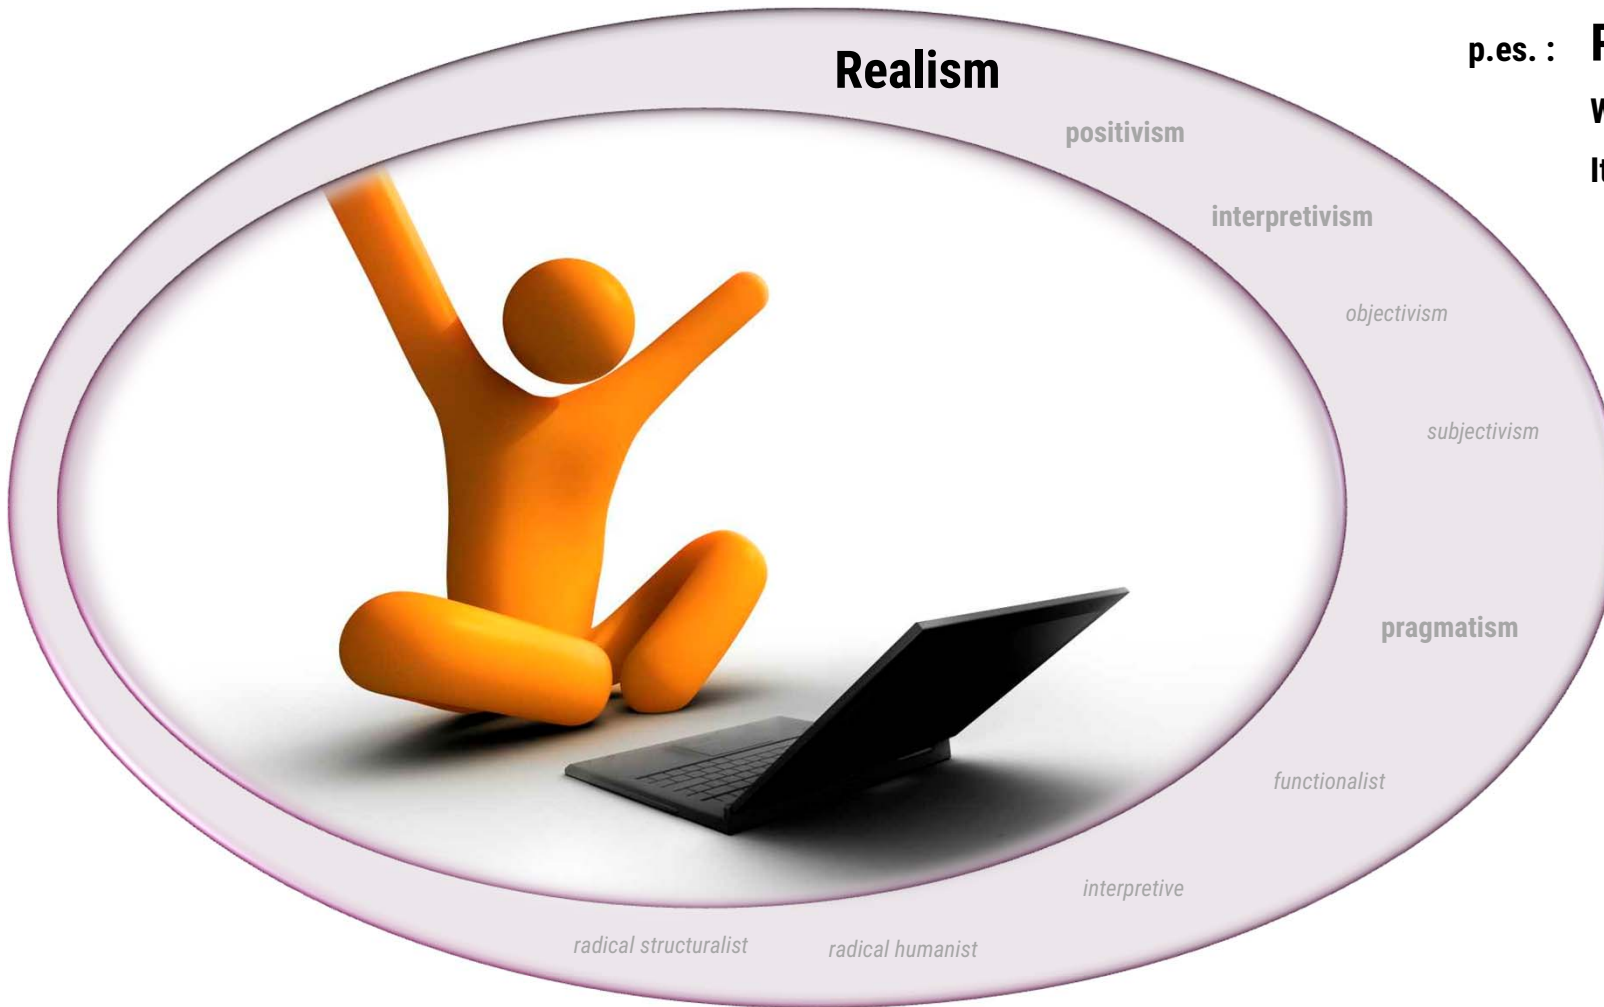 Realism
p.es. :
positivism
interpretivism
objectivism
subjectivism
pragmatism
functionalist
interpretive
radical structuralist
radical humanist